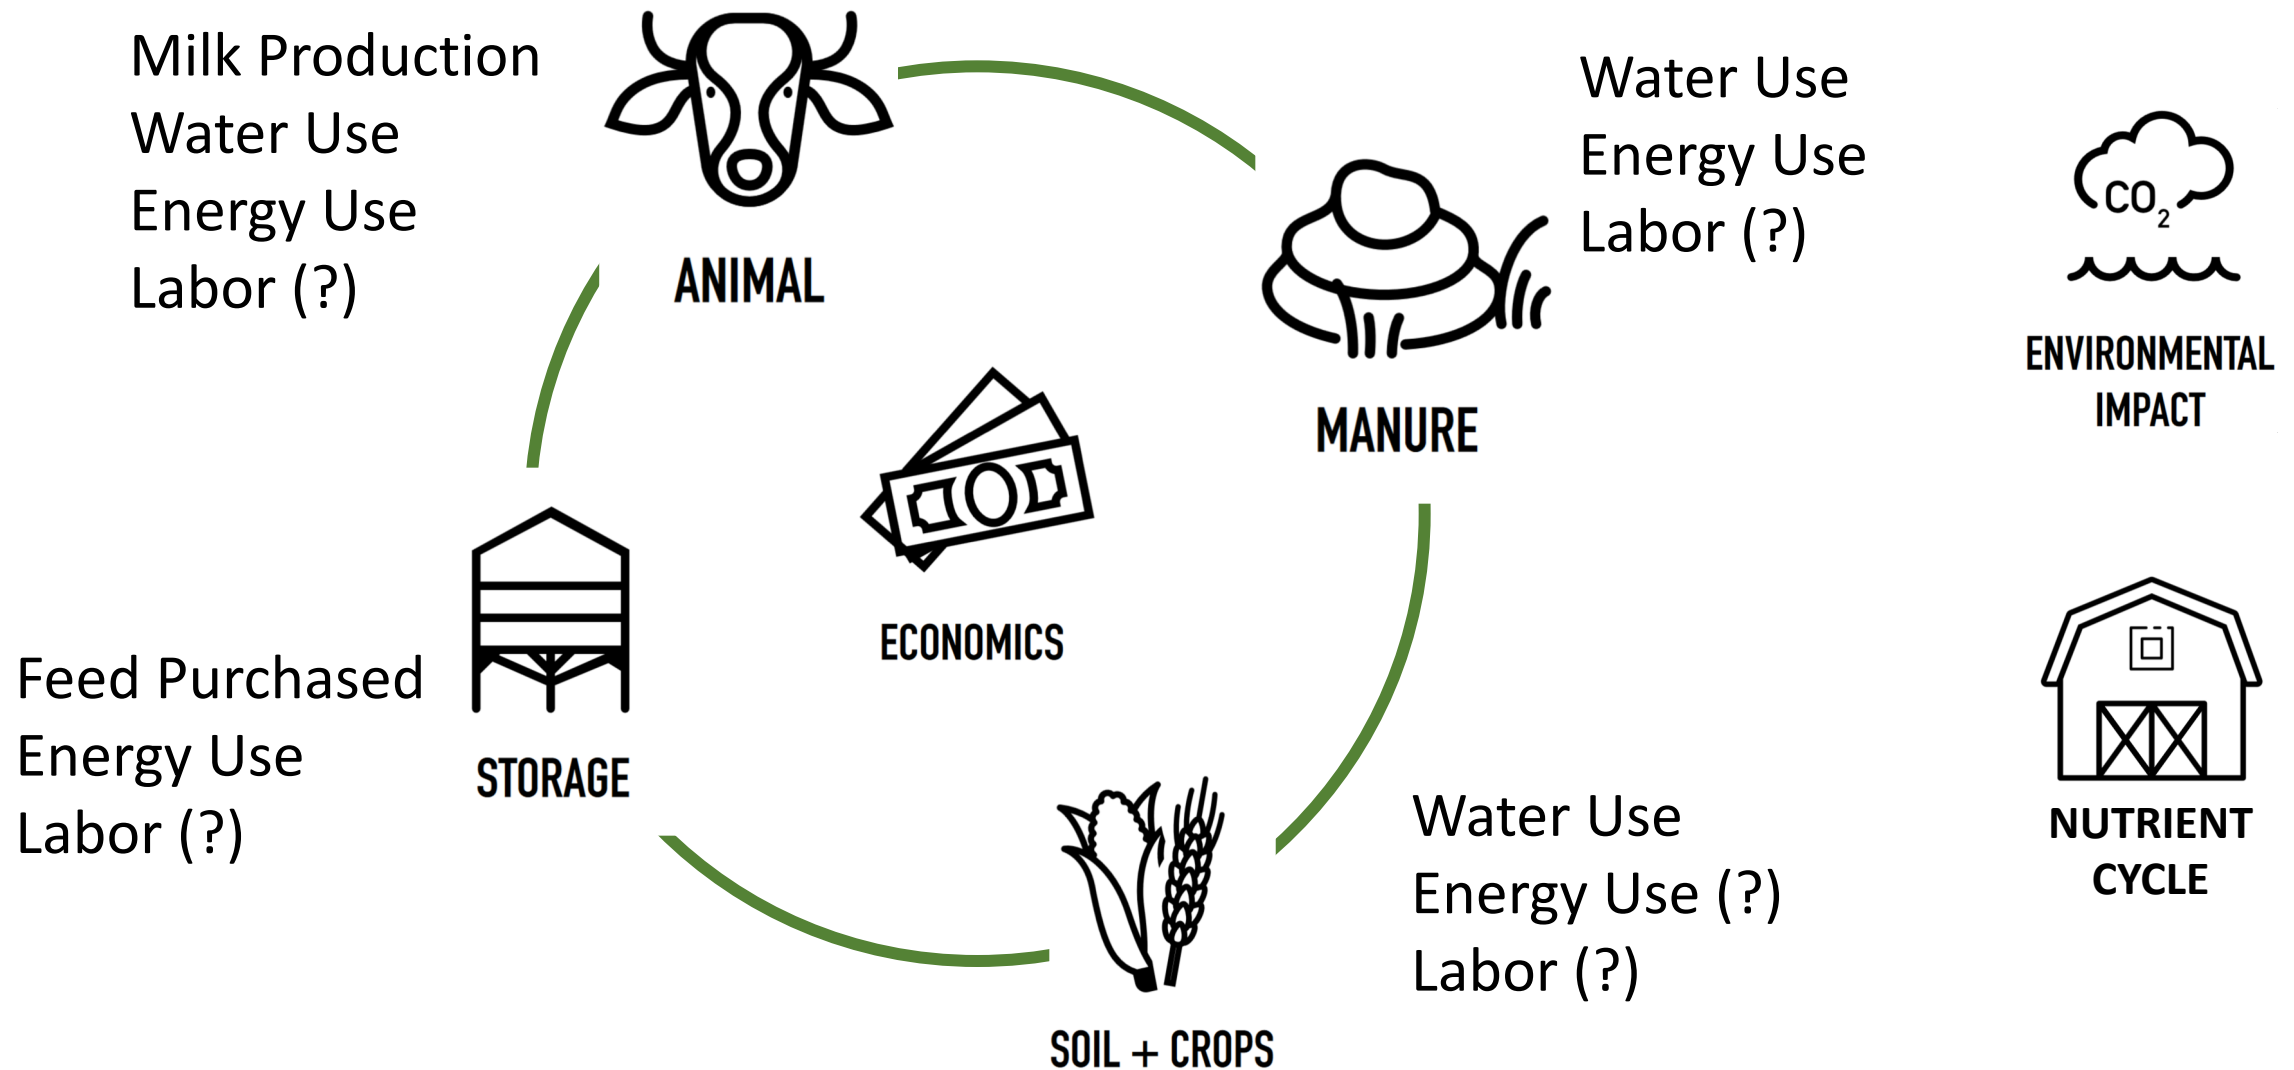 Milk Production
Water Use
Energy Use
Labor (?)
ANIMAL
Water Use
Energy Use
Labor (?)
MANURE
CO2
ENVIRONMENTAL
IMPACT
ECONOMICS
Feed Purchased
Energy Use
Labor (?)
STORAGE
Water Use
Energy Use (?)
Labor (?)
SOIL + CROPS
NUTRIENT
CYCLE